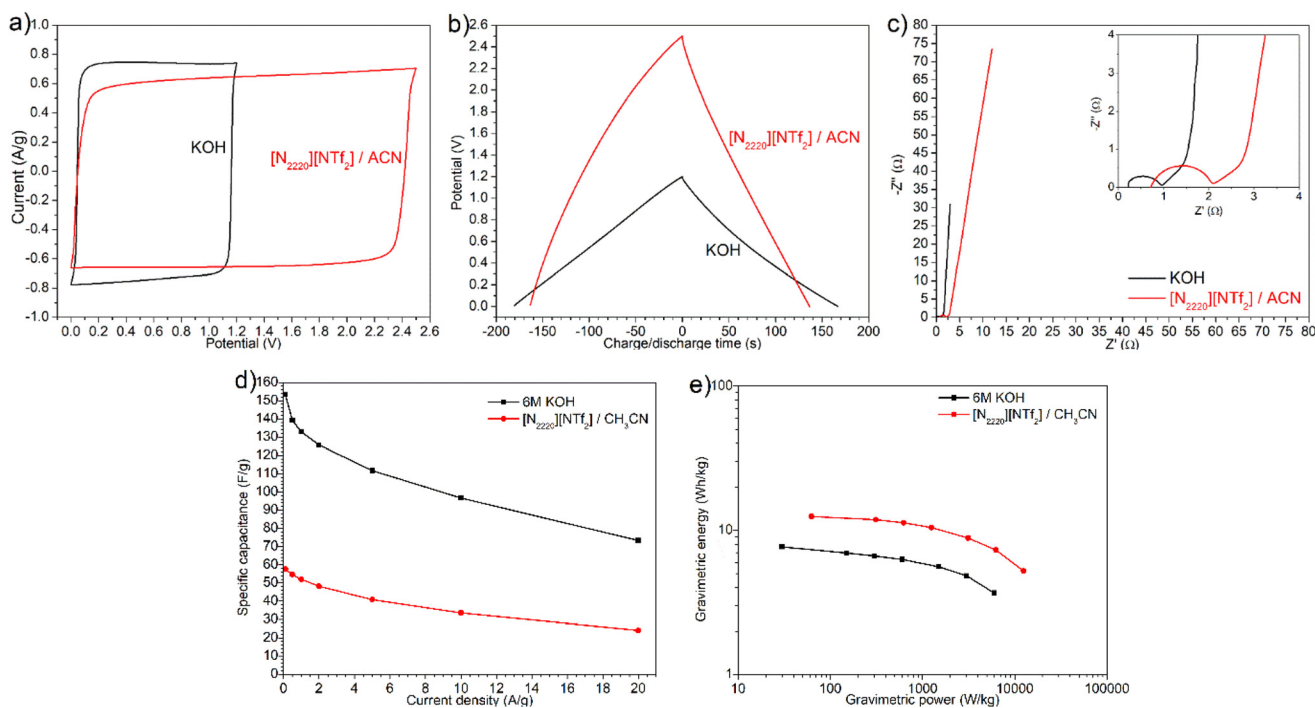 a)
1.0
0.8
0.6
0.4
0.2
0.0
-0.2
-0.4
-0.6
-0.8
-1.0
Current (A/g)
KOH
[N2220][NTf2] / ACN
0.0 0.2 0.4 0.6 0.8 1.0 1.2 1.4 1.6 1.8 2.0 2.2 2.4 2.6
Potential (V)
b)
2.6
2.4
2.2
2.0
1.8
1.6
1.4
1.2
1.0
0.8
0.6
0.4
0.2
0.0
Potential (V)
[N2220][NTf2] / ACN
KOH
-200 -150 -100 -50 0 50 100 150 200
Charge/discharge time (s)
c)
80
75
70
65
60
55
50
45
40
35
30
25
20
15
10
5
0
-Z'' (Ω)
4
3
2
1
0
-Z'' (Ω)
0 1 2 3 4
Z' (Ω)
KOH
[N2220][NTf2] / ACN
0 5 10 15 20 25 30 35 40 45 50 55 60 65 70 75 80
Z' (Ω)
d)
160
150
140
130
120
110
100
90
80
70
60
50
40
30
20
10
0
Specific capacitance (F/g)
6M KOH
[N2220][NTf2] / CH3CN
0 2 4 6 8 10 12 14 16 18 20
Current density (A/g)
e)
100
10
1
Gravimetric energy (Wh/kg)
6M KOH
[N2220][NTf2] / CH3CN
10 100 1000 10000 100000
Gravimetric power (W/kg)